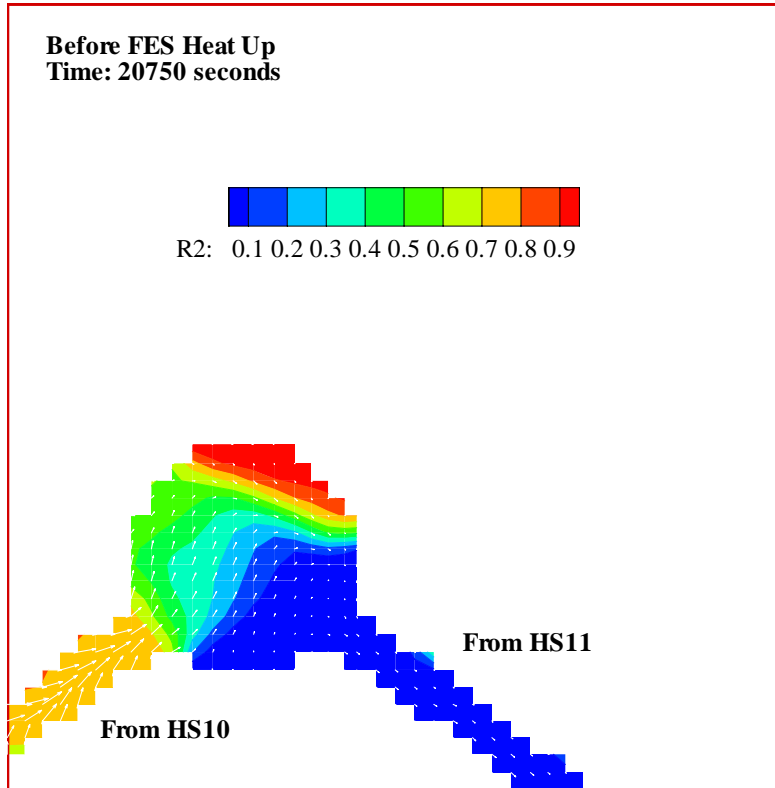 Before FES Heat Up
Time: 20750 seconds
R2: 0.1 0.2 0.3 0.4 0.5 0.6 0.7 0.8 0.9
From HS11
From HS10